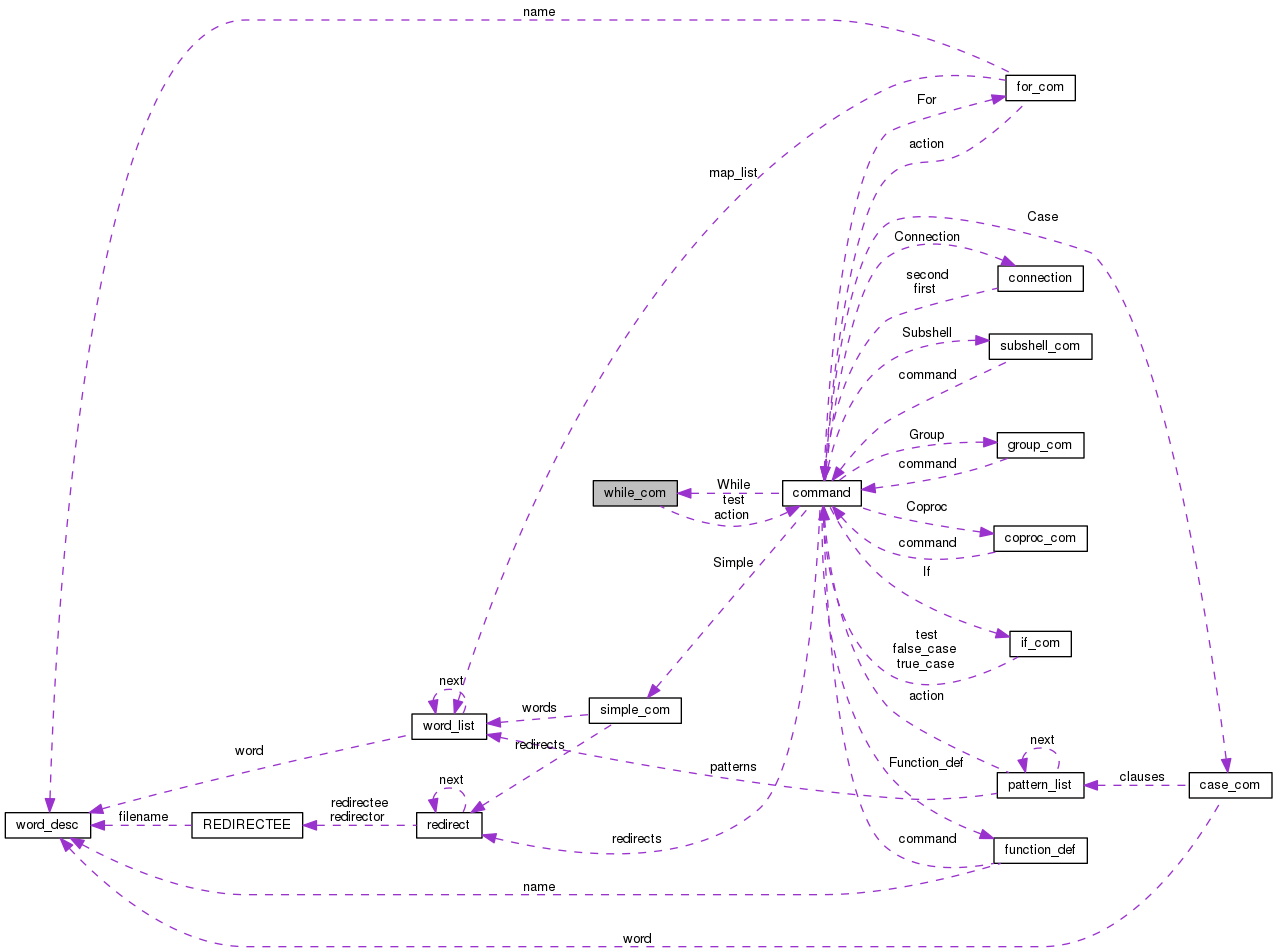 name
for_com
For
action
map_list
Case
Connection
connection
second
first
Subshell
subshell_com
command
Group
group_com
command
while_com
While
test
action
command
Coproc
coproc_com
command
Simple
If
if_com
test
false_case
true_case
action
next
word_list
words
simple_com
redirects
word
patterns
next
pattern_list
clauses
case_com
Function_def
next
redirect
redirectee
redirector
REDIRECTEE
filename
word_desc
redirects
command
function_def
name
word